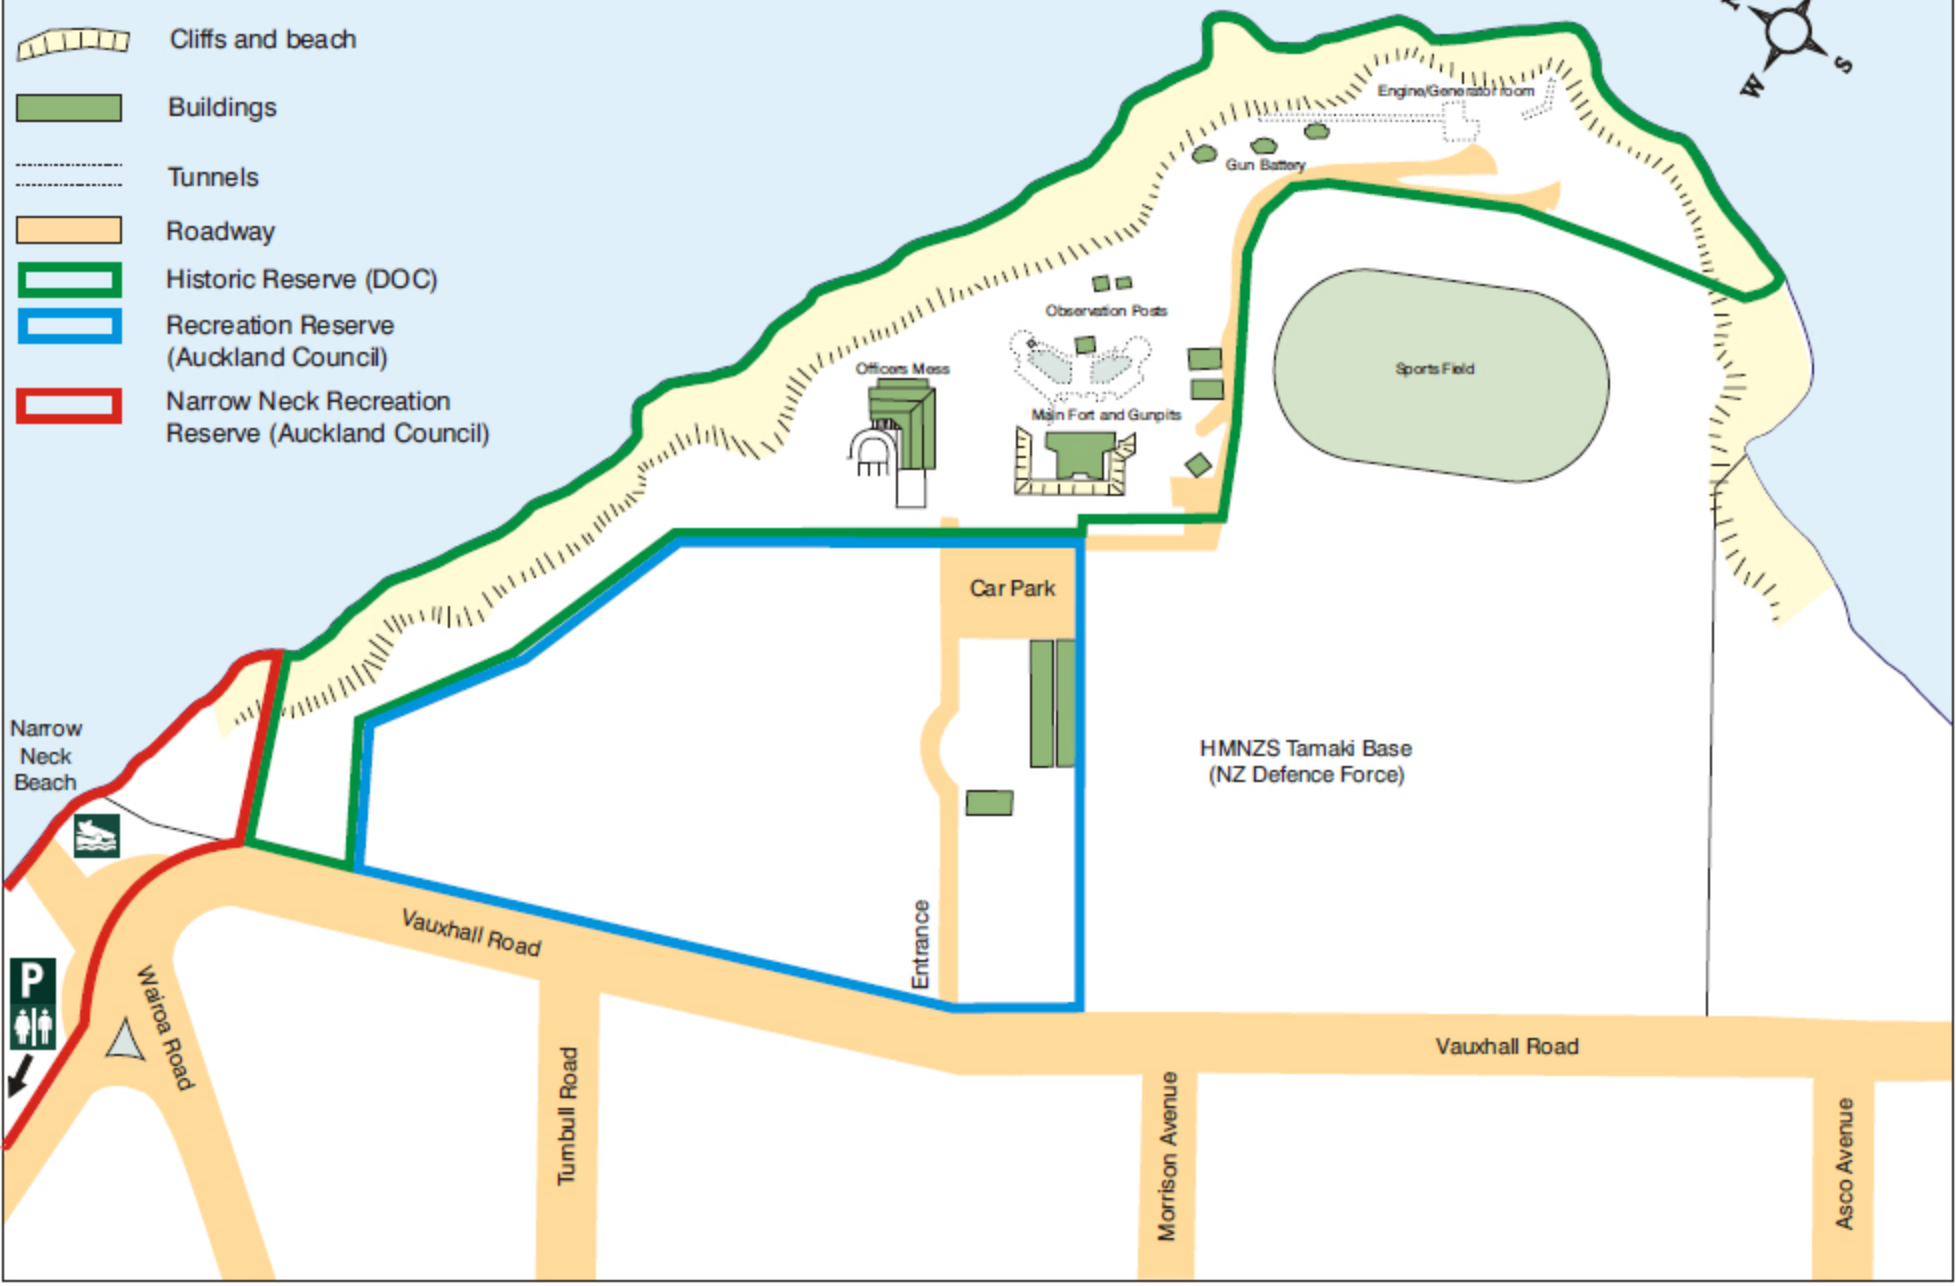 Cliffs and beach
Buildings
Tunnels
Roadway
Historic Reserve (DOC)
Recreation Reserve
(Auckland Council)
Narrow Neck Recreation
Reserve (Auckland Council)
W
S
Engine/Generator room
Gun Battery
Observation Posts
Officers Mess
Main Fort and Gunpits
Sports Field
Car Park
Narrow
Neck
Beach
HMNZS Tamaki Base
(NZ Defence Force)
Entrance
Vauxhall Road
P
Wairoa Road
Turnbull Road
Vauxhall Road
Morrison Avenue
Asco Avenue